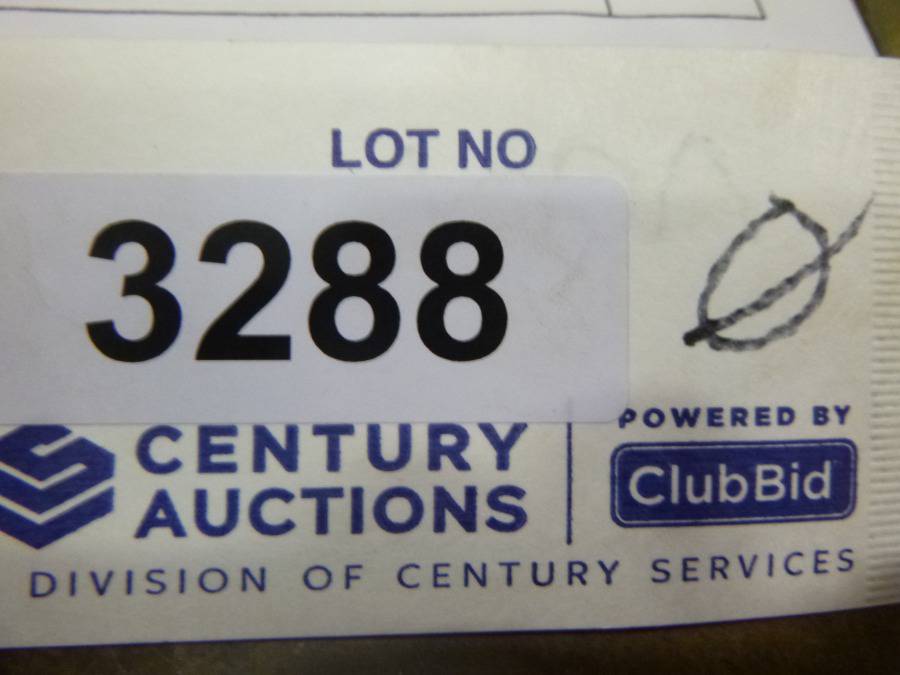 LOT NO
3288 Ø
CENTURY
AUCTIONS
POWERED BY
ClubBid
DIVISION OF CENTURY SERVICES